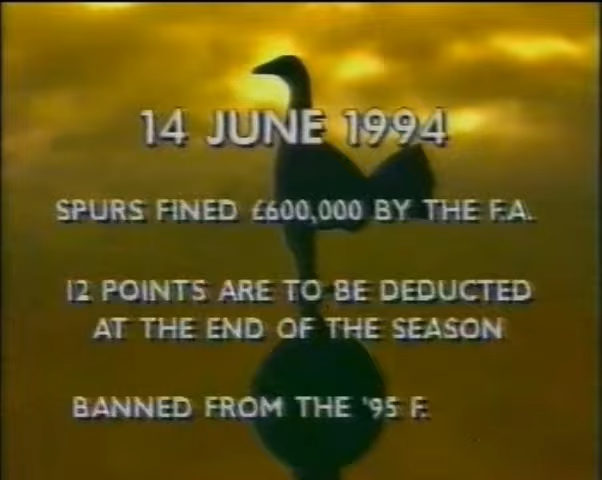 14 JUNE 1994
SPURS FINED £600,000 BY THE F.A.
12 POINTS ARE TO BE DEDUCTED
AT THE END OF THE SEASON
BANNED FROM THE '95 F.